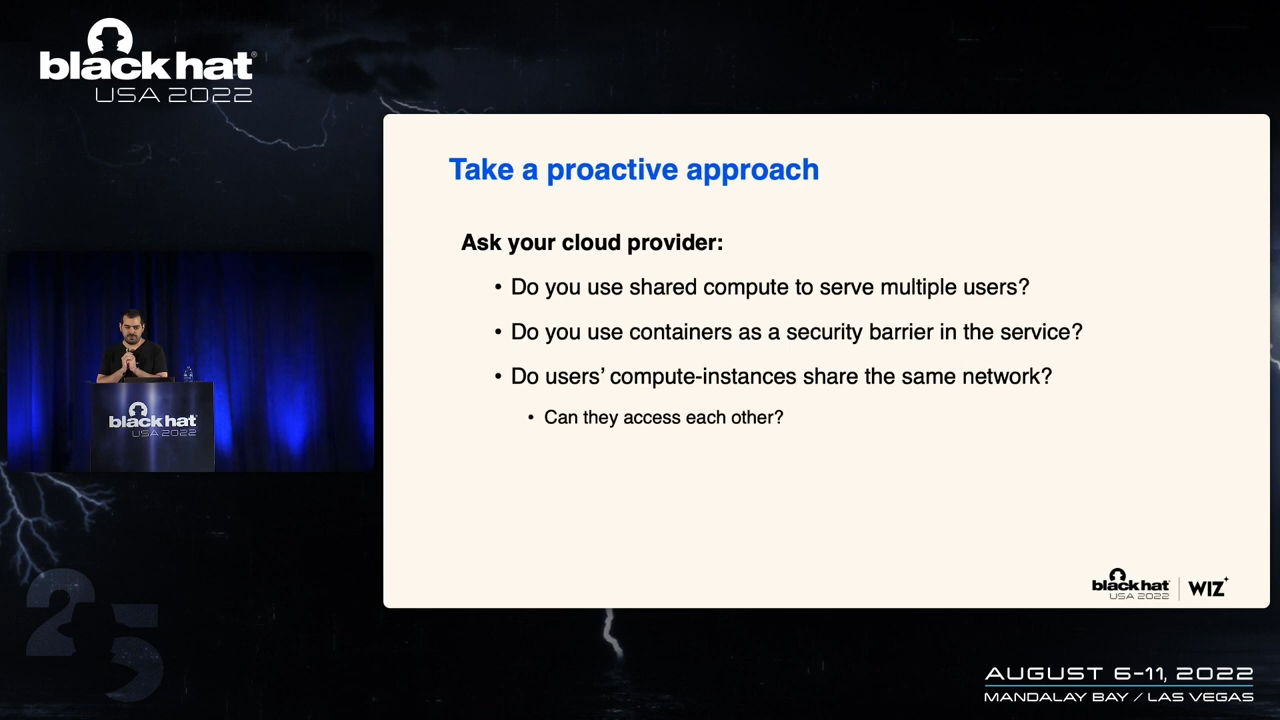 black hat®
USA 2022
Take a proactive approach
Ask your cloud provider:
• Do you use shared compute to serve multiple users?
• Do you use containers as a security barrier in the service?
• Do users’ compute-instances share the same network?
• Can they access each other?
black hat
USA 2022
black hat
USA 2022
WIZ
25
AUGUST 6-11, 2022
MANDALAY BAY / LAS VEGAS